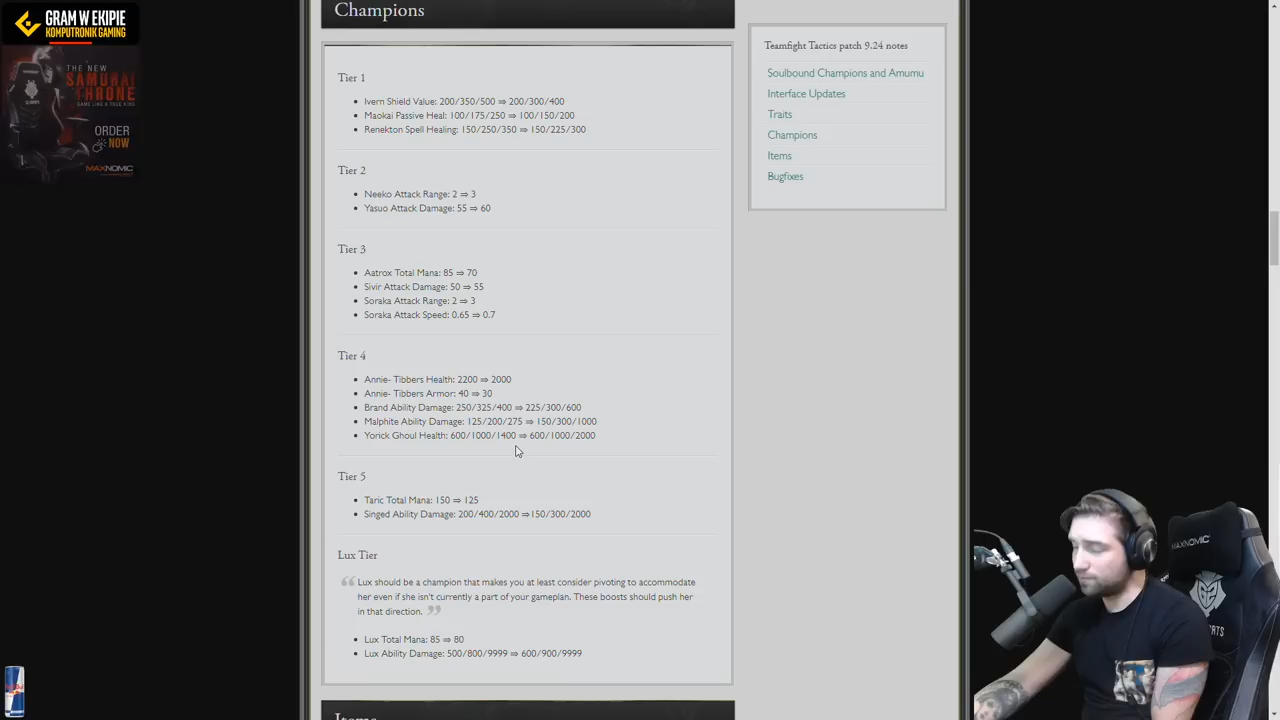 GRAM W EKIPIE
KOMPUTRONIK GAMING
THE NEW
SAMURAI
THRONE
GAME LIKE A TRUE KING
ORDER
NOW
MAXNOMIC
Champions
Tier 1
Ivern Shield Value: 200/350/500 ⇒ 200/300/400
Maokai Passive Heal: 100/175/250 ⇒ 100/150/200
Renekton Spell Healing: 150/250/350 ⇒ 150/225/300
Tier 2
Neeko Attack Range: 2 ⇒ 3
Yasuo Attack Damage: 55 ⇒ 60
Tier 3
Aatrox Total Mana: 85 ⇒ 70
Sivir Attack Damage: 50 ⇒ 55
Soraka Attack Range: 2 ⇒ 3
Soraka Attack Speed: 0.65 ⇒ 0.7
Tier 4
Annie- Tibbers Health: 2200 ⇒ 2000
Annie- Tibbers Armor: 40 ⇒ 30
Brand Ability Damage: 250/325/400 ⇒ 225/300/600
Malphite Ability Damage: 125/200/275 ⇒ 150/300/1000
Yorick Ghoul Health: 600/1000/1400 ⇒ 600/1000/2000
Tier 5
Taric Total Mana: 150 ⇒ 125
Singed Ability Damage: 200/400/2000 ⇒150/300/2000
Lux Tier
“ Lux should be a champion that makes you at least consider pivoting to accommodate
her even if she isn't currently a part of your gameplan. These boosts should push her
in that direction. ”
Lux Total Mana: 85 ⇒ 80
Lux Ability Damage: 500/800/9999 ⇒ 600/900/9999
Items
Teamfight Tactics patch 9.24 notes
Soulbound Champions and Amumu
Interface Updates
Traits
Champions
Items
Bugfixes
MAXNOMIC